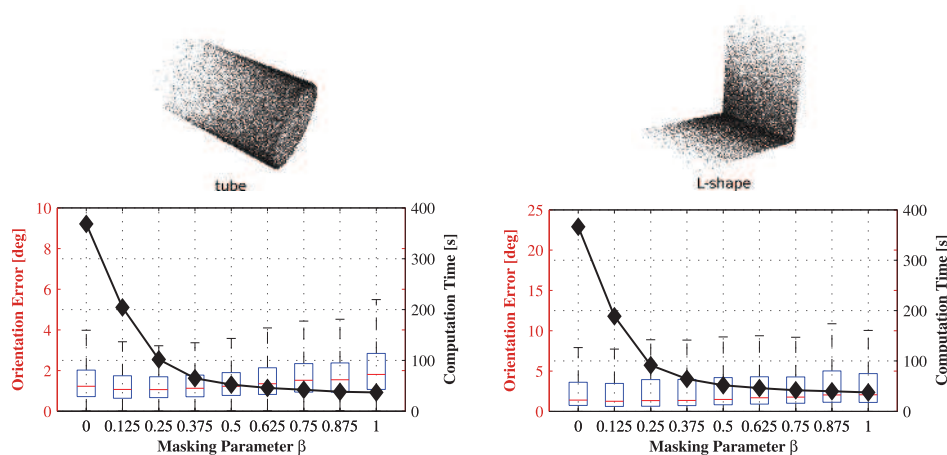 tube
L-shape
10
8
6
4
2
0
Orientation Error [deg]
400
300
200
100
0
Computation Time [s]
0 0.125 0.25 0.375 0.5 0.625 0.75 0.875 1
Masking Parameter β
25
20
15
10
5
0
Orientation Error [deg]
400
300
200
100
0
Computation Time [s]
0 0.125 0.25 0.375 0.5 0.625 0.75 0.875 1
Masking Parameter β